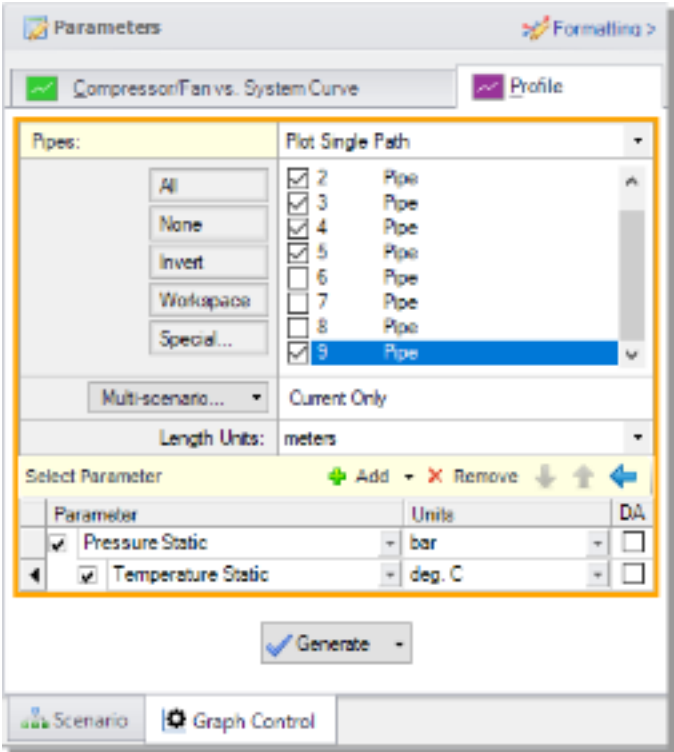 Parameters Formatting >
Compressor/Fan vs. System Curve Profile
Pipes: Plot Single Path
All 2 Pipe
3 Pipe
None 4 Pipe
Invert 5 Pipe
6 Pipe
Workspace 7 Pipe
Special... 8 Pipe
9 Pipe
Multi-scenario... Current Only
Length Units: meters
Select Parameter Add Remove
Parameter Units DA
Pressure Static bar
Temperature Static deg. C
Generate
Scenario Graph Control